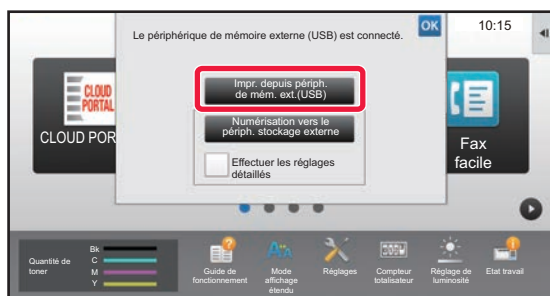 Le périphérique de mémoire externe (USB) est connecté.
OK
10:15
Impr. depuis périph.
de mém. ext.(USB)
Numérisation vers le
périph. stockage externe
Effectuer les réglages
détaillés
CLOUD
PORTAL
CLOUD POR
Fax
facile
Quantité de
toner
Bk
C
M
Y
Guide de
fonctionnement
Mode
affichage
étendu
Réglages
Compteur
totalisateur
Réglage de
luminosité
Etat travail